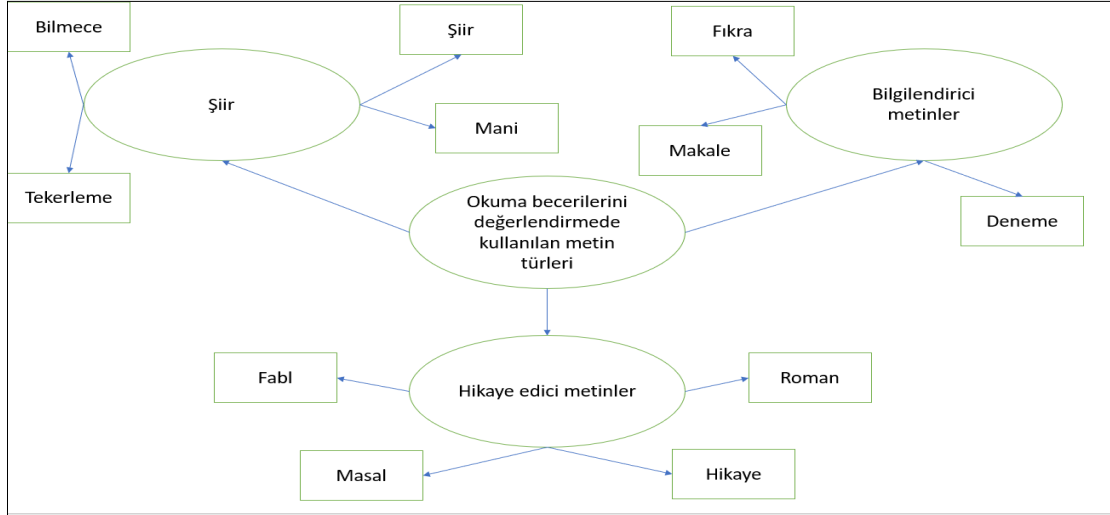 Bilmece
Şiir
Fıkra
Şiir
Bilgilendirici
metinler
Mani
Makale
Tekerleme
Okuma becerilerini
değerlendirmede
kullanılan metin
türleri
Deneme
Fabl
Hikaye edici metinler
Roman
Masal
Hikaye